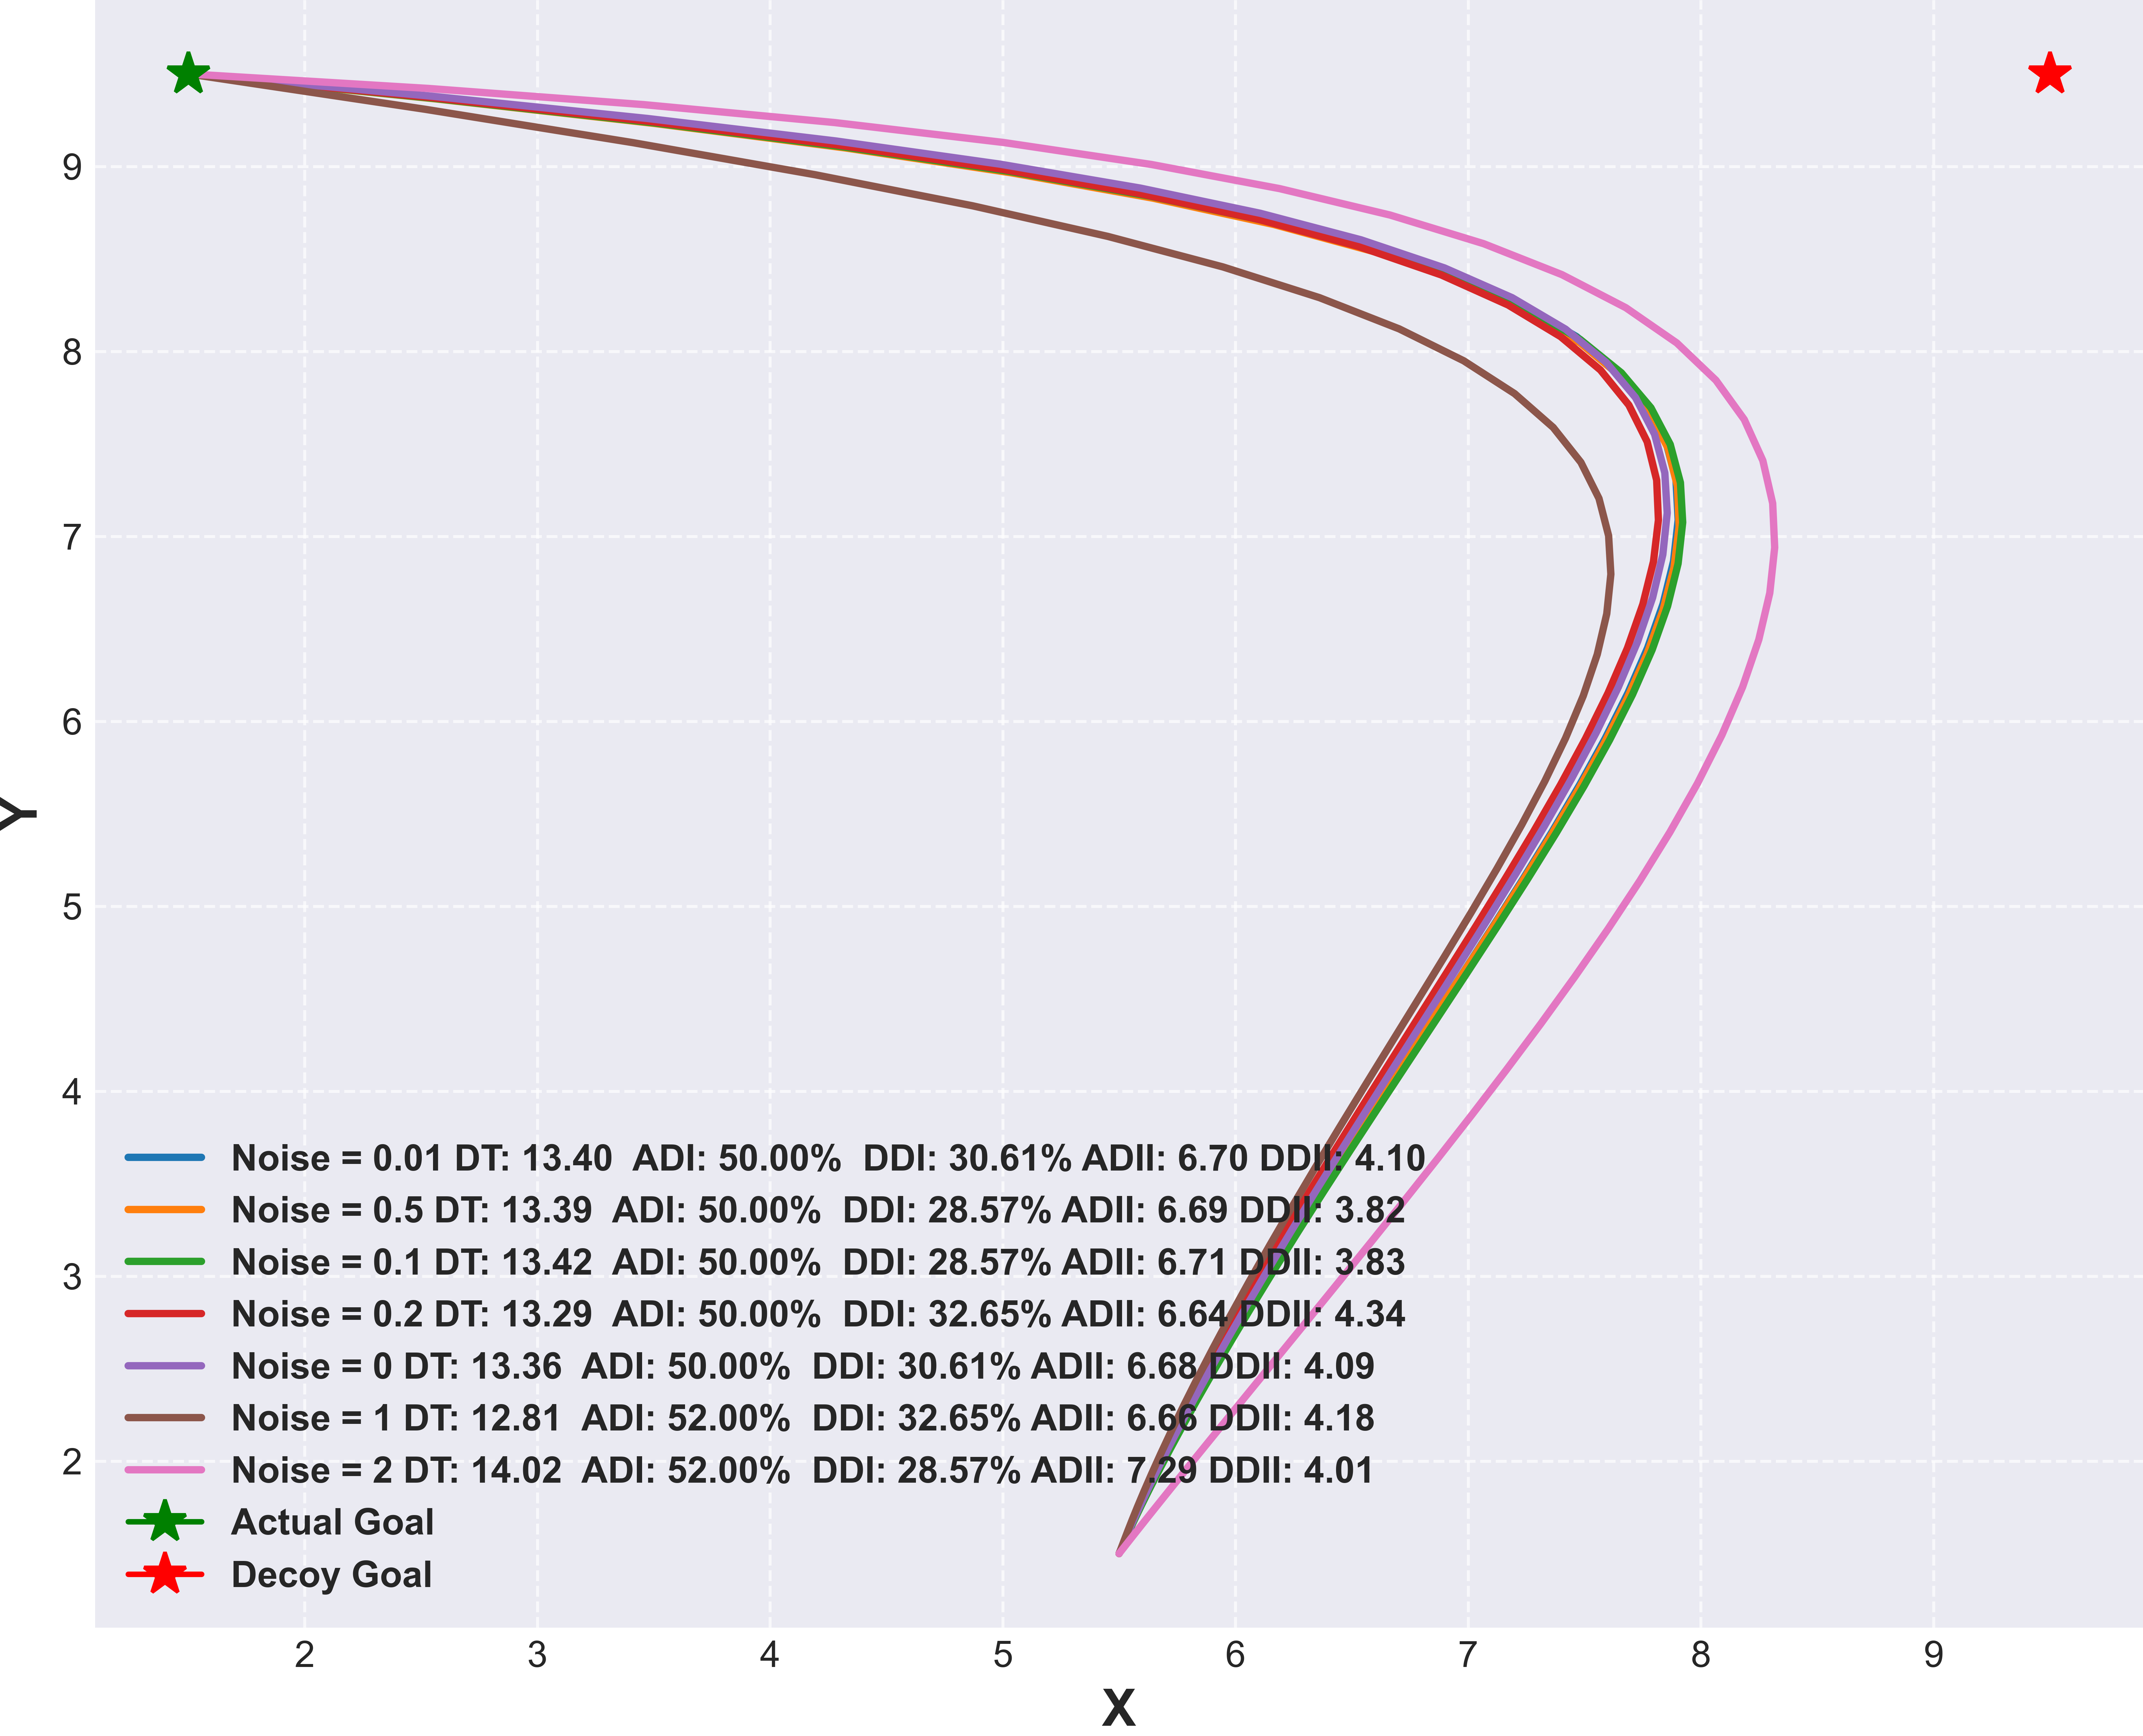 9
8
7
6
5
4
3
2
Y
Noise = 0.01 DT: 13.40 ADI: 50.00% DDI: 30.61% ADII: 6.70 DDII: 4.10
Noise = 0.5 DT: 13.39 ADI: 50.00% DDI: 28.57% ADII: 6.69 DDII: 3.82
Noise = 0.1 DT: 13.42 ADI: 50.00% DDI: 28.57% ADII: 6.71 DDII: 3.83
Noise = 0.2 DT: 13.29 ADI: 50.00% DDI: 32.65% ADII: 6.64 DDII: 4.34
Noise = 0 DT: 13.36 ADI: 50.00% DDI: 30.61% ADII: 6.68 DDII: 4.09
Noise = 1 DT: 12.81 ADI: 52.00% DDI: 32.65% ADII: 6.66 DDII: 4.18
Noise = 2 DT: 14.02 ADI: 52.00% DDI: 28.57% ADII: 7.29 DDII: 4.01
Actual Goal
Decoy Goal
2 3 4 5 6 7 8 9
X